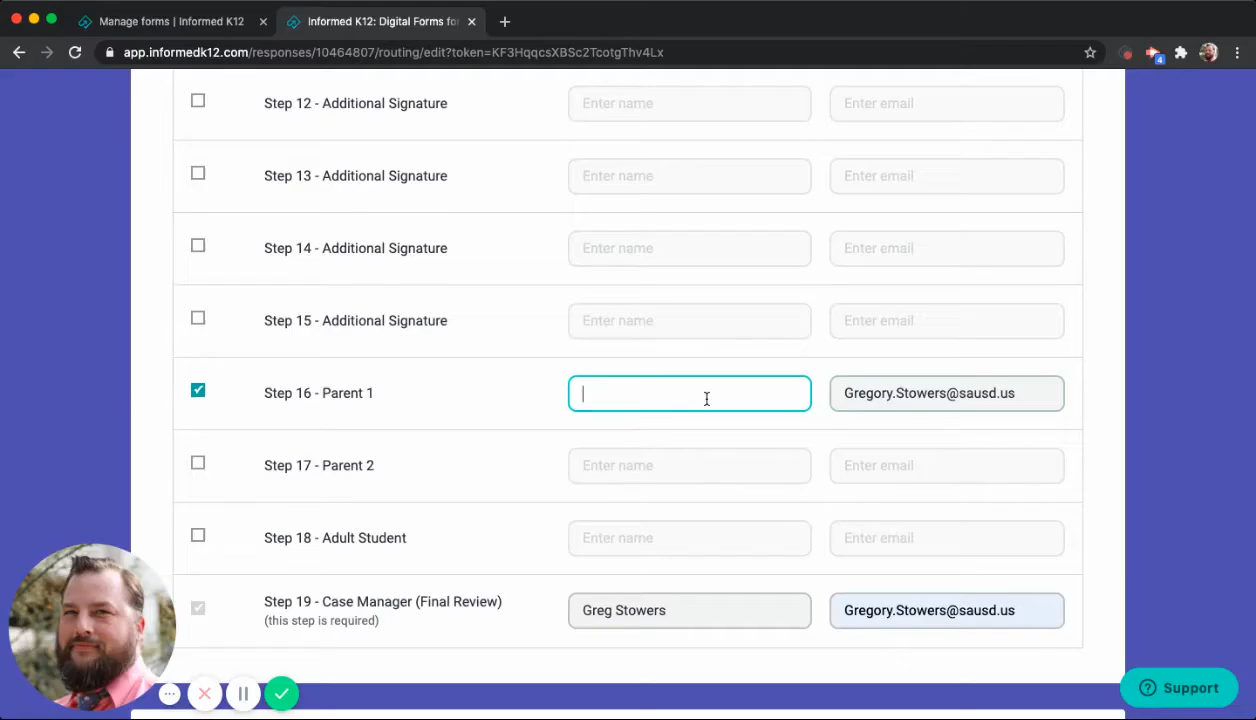 Manage forms | Informed K12
Informed K12: Digital Forms for
app.informedk12.com/responses/10464807/routing/edit?token=KF3HqqcsXBSc2TcotgThv4Lx
4
Step 12 - Additional Signature Enter name Enter email
Step 13 - Additional Signature Enter name Enter email
Step 14 - Additional Signature Enter name Enter email
Step 15 - Additional Signature Enter name Enter email
Step 16 - Parent 1 Gregory.Stowers@sausd.us
Step 17 - Parent 2 Enter name Enter email
Step 18 - Adult Student Enter name Enter email
Step 19 - Case Manager (Final Review) Greg Stowers Gregory.Stowers@sausd.us
(this step is required)
Support